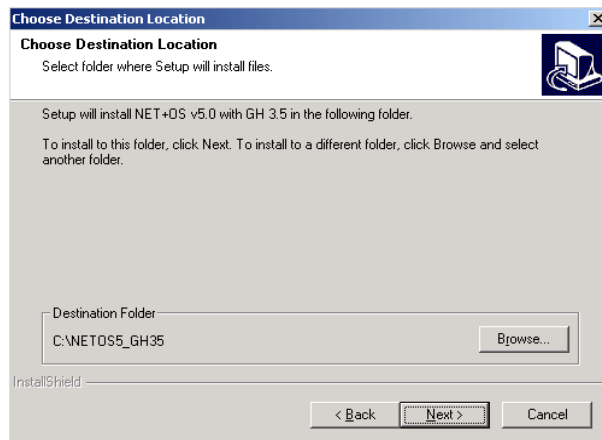 Choose Destination Location
Choose Destination Location
Select folder where Setup will install files.
Setup will install NET+OS v5.0 with GH 3.5 in the following folder.
To install to this folder, click Next. To install to a different folder, click Browse and select
another folder.
Destination Folder
C:\NETOS5_GH35
Browse...
InstallShield
< Back
Next >
Cancel